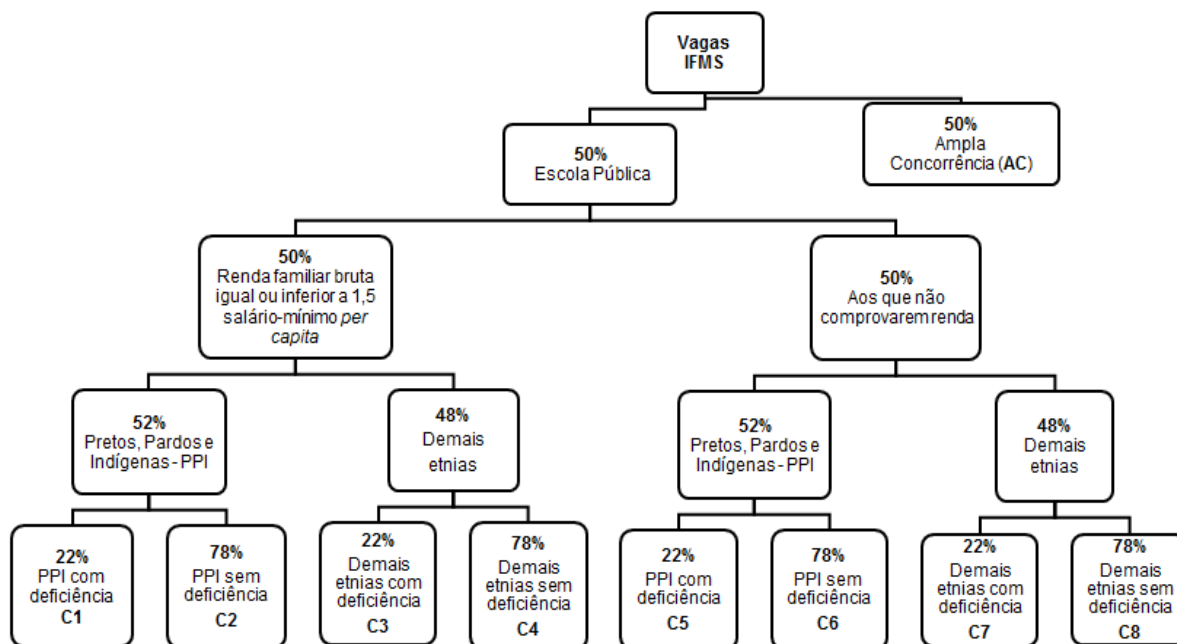 Vagas
IFMS
50%
Escola Pública
50%
Ampla
Concorrência (AC)
50%
Renda familiar bruta
igual ou inferior a 1,5
salário-mínimo per
capita
50%
Aos que não
comprovarem renda
52%
Pretos, Pardos e
Indígenas - PPI
48%
Demais
etnias
52%
Pretos, Pardos e
Indígenas - PPI
48%
Demais
etnias
22%
PPI com
deficiência
C1
78%
PPI sem
deficiência
C2
22%
Demais
etnias com
deficiência
C3
78%
Demais
etnias sem
deficiência
C4
22%
PPI com
deficiência
C5
78%
PPI sem
deficiência
C6
22%
Demais
etnias com
deficiência
C7
78%
Demais
etnias sem
deficiência
C8